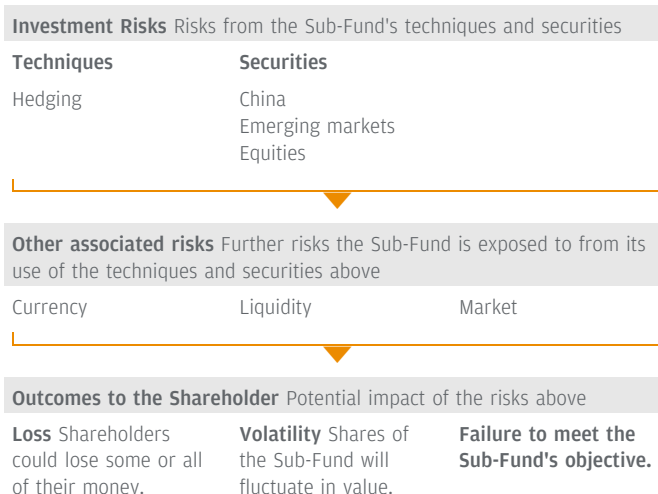 Investment Risks Risks from the Sub-Fund's techniques and securities
Techniques Securities
Hedging China
Emerging markets
Equities
Other associated risks Further risks the Sub-Fund is exposed to from its
use of the techniques and securities above
Currency Liquidity Market
Outcomes to the Shareholder Potential impact of the risks above
Loss Shareholders
could lose some or all
of their money.
Volatility Shares of
the Sub-Fund will
fluctuate in value.
Failure to meet the
Sub-Fund's objective.